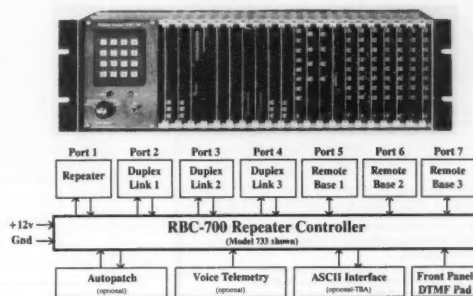 Port 1 Port 2 Port 3 Port 4 Port 5 Port 6 Port 7
Repeater
Duplex
Link 1
Duplex
Link 2
Duplex
Link 3
Remote
Base 1
Remote
Base 2
Remote
Base 3
+12v
Gnd
RBC-700 Repeater Controller
(Model 733 shown)
Autopatch
(optional)
Voice Telemetry
(optional)
ASCII Interface
(optional-TBA)
Front Panel
DTMF Pad